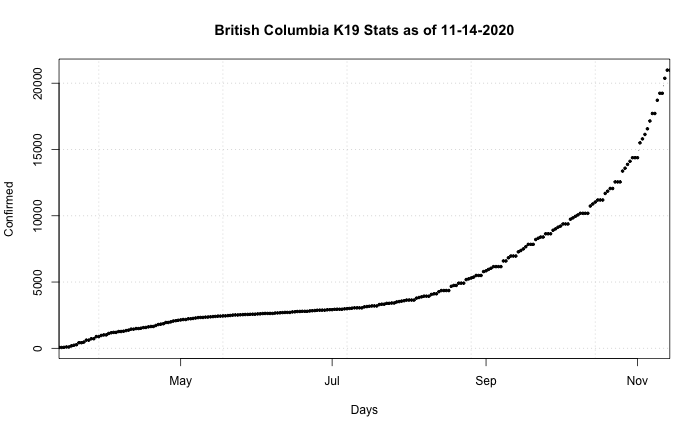 British Columbia K19 Stats as of 11-14-2020
Confirmed
20000
15000
10000
5000
0
May Jul Sep Nov
Days